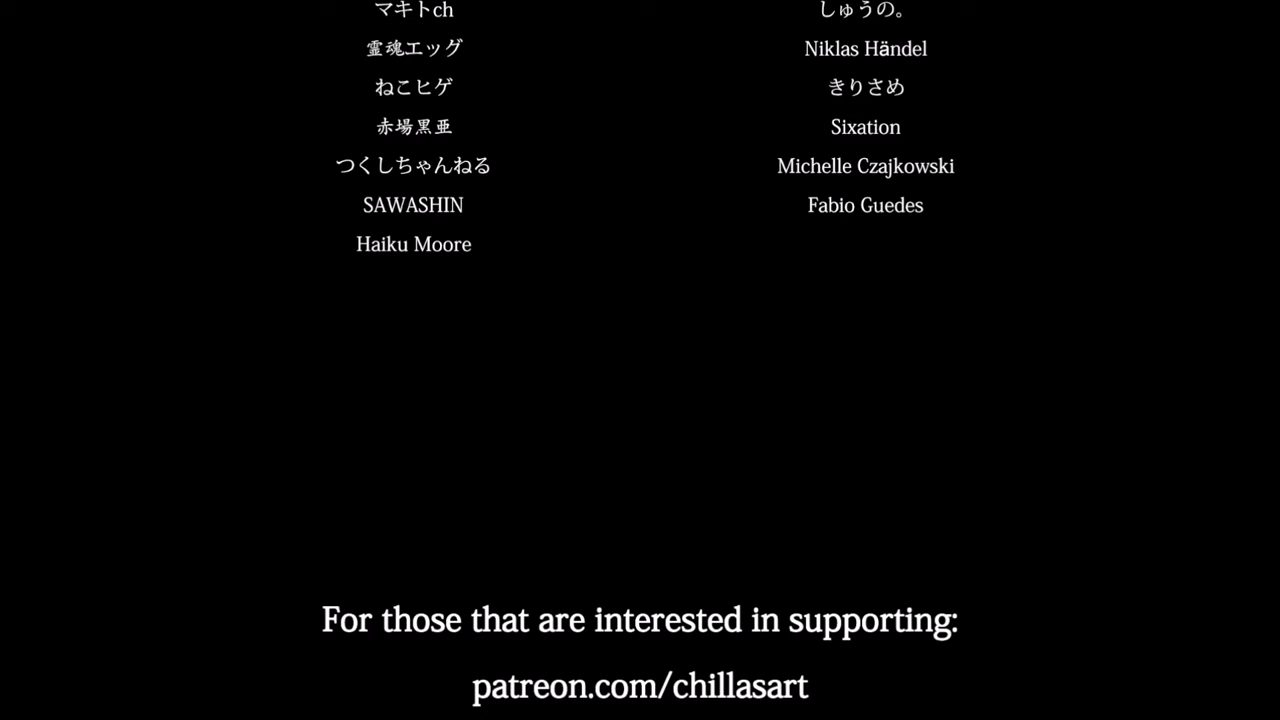 マキトch
しゅうの。
霊魂エッグ
Niklas Händel
ねこヒゲ
きりさめ
赤場黒亜
Sixation
つくしちゃんねる
Michelle Czajkowski
SAWASHIN
Fabio Guedes
Haiku Moore
For those that are interested in supporting:
patreon.com/chillasart